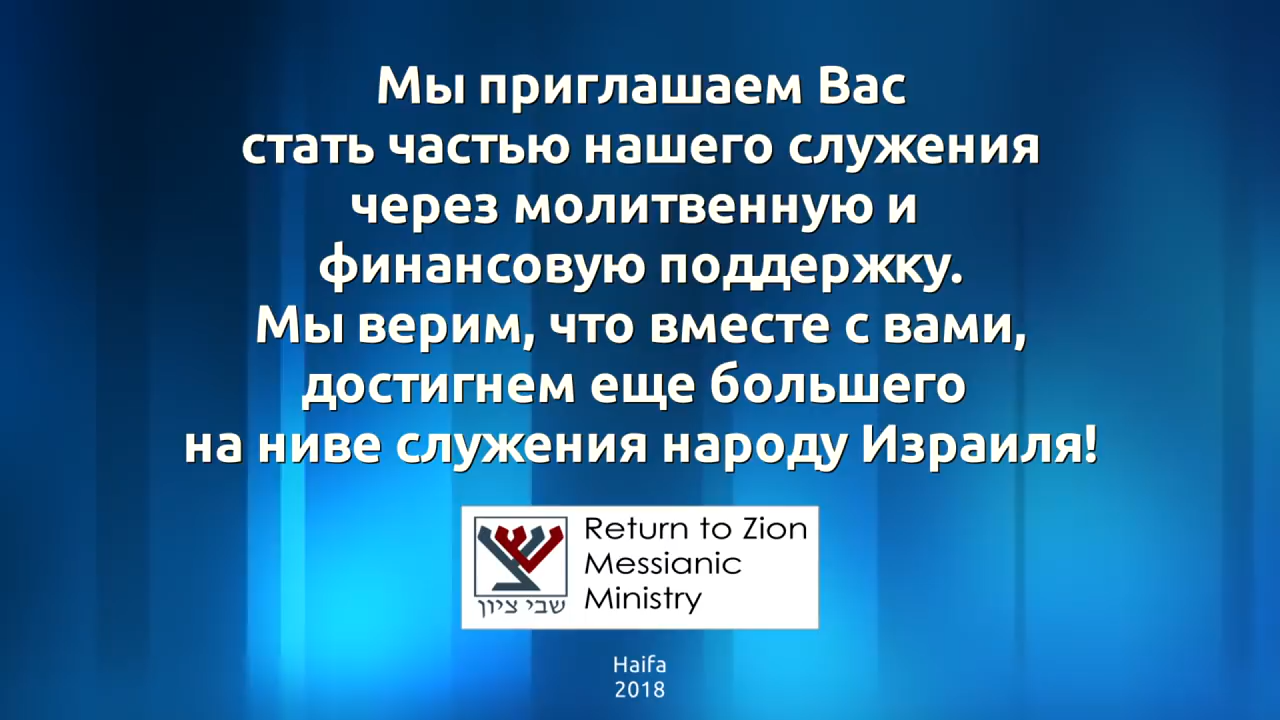 Мы приглашаем Вас
стать частью нашего служения
через молитвенную и
финансовую поддержку.
Мы верим, что вместе с вами,
достигнем еще большего
на ниве служения народу Израиля!
Return to Zion
Messianic
Ministry
שבי ציון
Haifa
2018